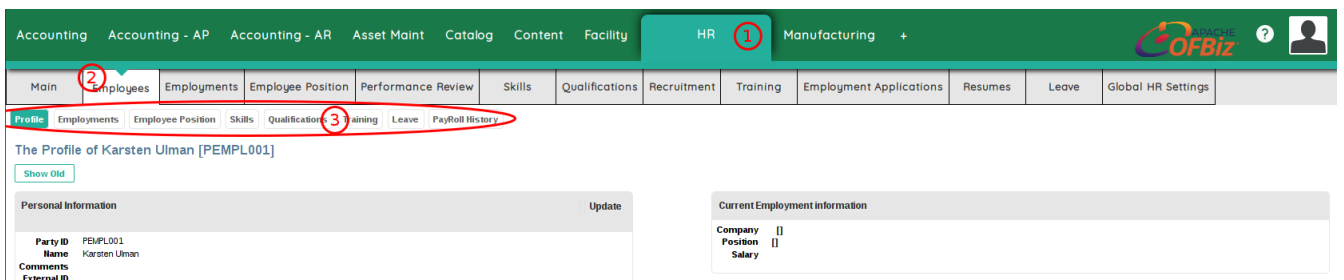 Accounting Accounting - AP Accounting - AR Asset Maint Catalog Content Facility HR 1 Manufacturing + APACHE OFBiz ?
Main 2 Employees Employments Employee Position Performance Review Skills Qualifications Recruitment Training Employment Applications Resumes Leave Global HR Settings
Profile Employments Employee Position Skills Qualifications 3 Training Leave PayRoll History
The Profile of Karsten Ulman [PEMPL001]
Show Old
Personal Information Update Current Employment information
Party ID PEMPL001 Company []
Name Karsten Ulman Position []
Comments Salary
External ID